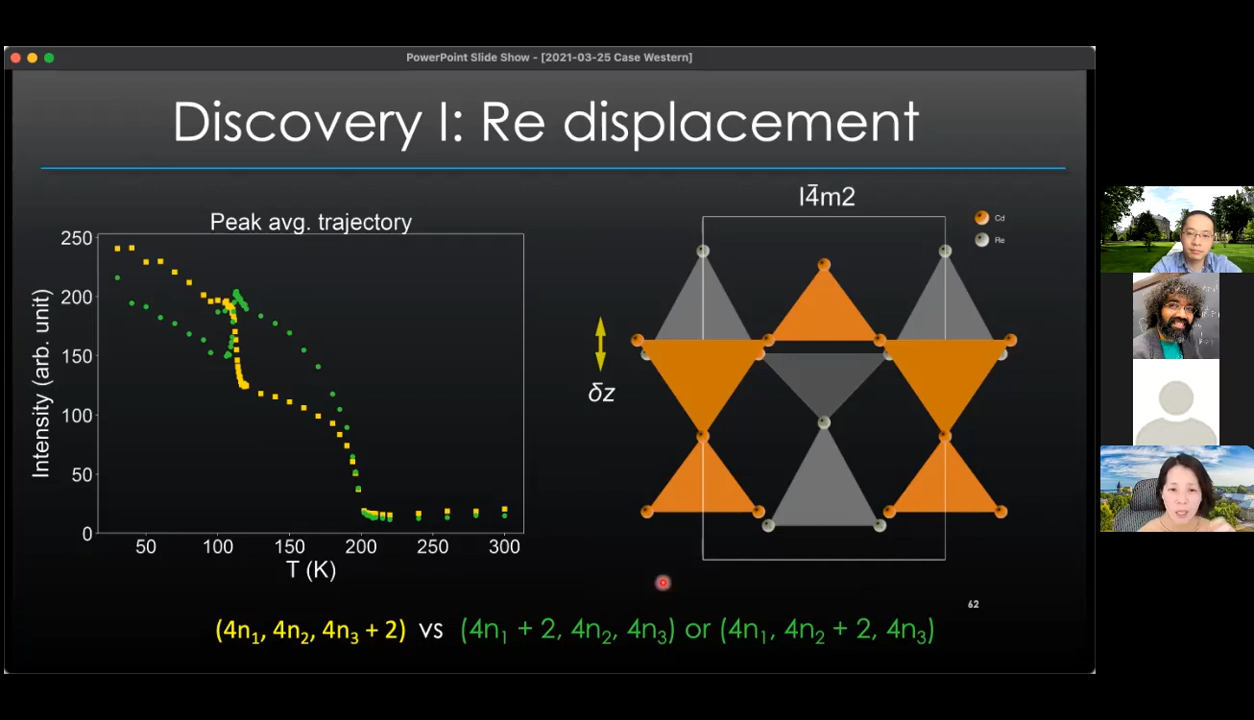 PowerPoint Slide Show - [2021-03-25 Case Western]
Discovery I: Re displacement
Peak avg. trajectory
Intensity (arb. unit)
250
200
150
100
50
0
50 100 150 200 250 300
T (K)
I4̄m2
Cd
Re
δz
62
(4n₁, 4n₂, 4n₃ + 2) vs (4n₁ + 2, 4n₂, 4n₃) or (4n₁, 4n₂ + 2, 4n₃)